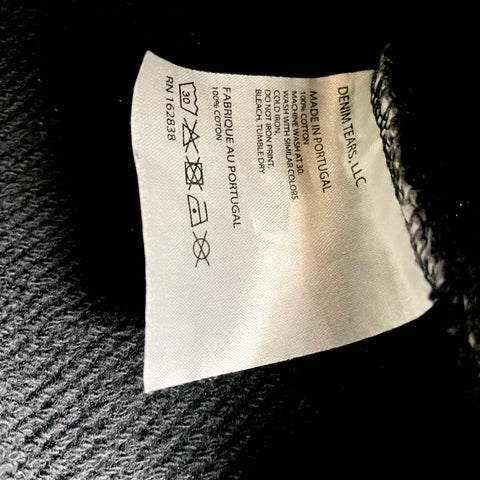 DENIM TEARS, LLC
MADE IN PORTUGAL
100% COTTON
MACHINE WASH AT 30.
WASH WITH SIMILAR COLORS
COLD IRON.
DO NOT IRON PRINT,
BLEACH, TUMBLE DRY
FABRIQUE AU PORTUGAL
100% COTON
30
RN 162838